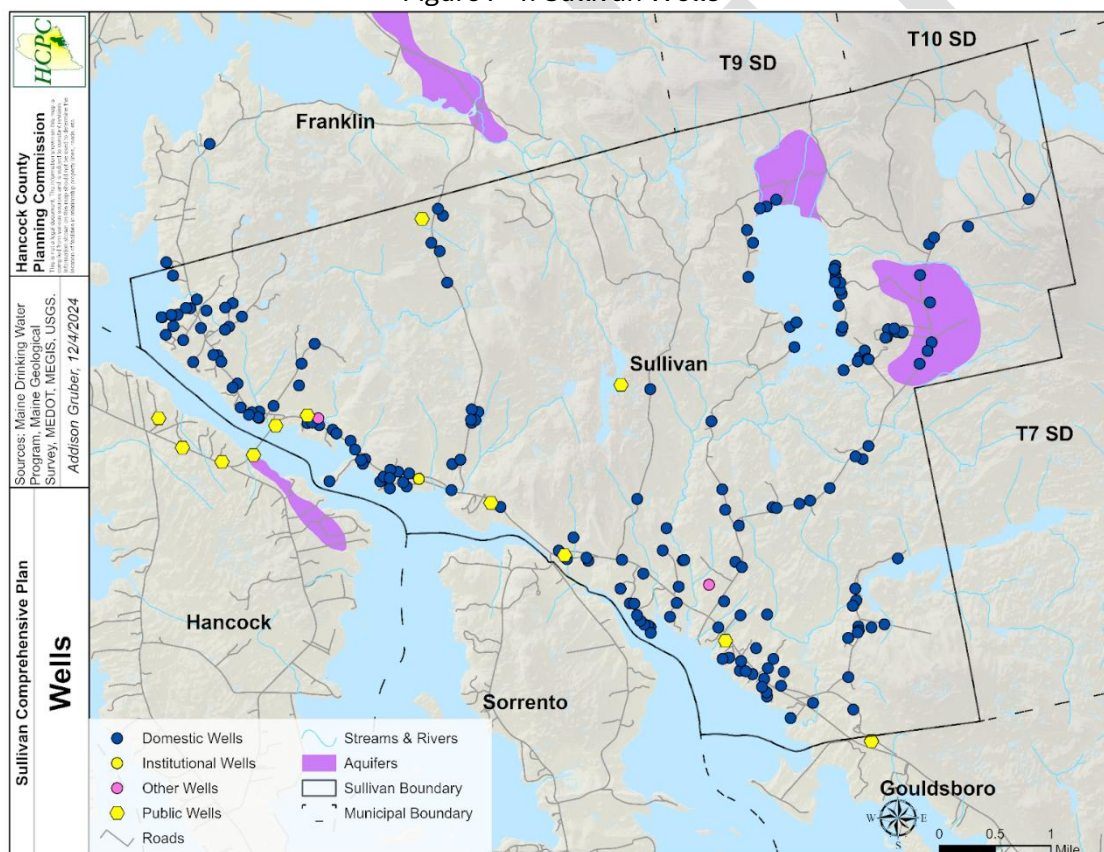 Sullivan Wells
HCPC
Hancock County
Planning Commission
Sources: Maine Drinking Water
Program, Maine Geological
Survey, MEDOT, MEGIS, USGS,
Addison Gruber, 12/4/2024
Sullivan Comprehensive Plan
Wells
T10 SD
T9 SD
Franklin
Sullivan
T7 SD
Hancock
Sorrento
Gouldsboro
Domestic Wells
Institutional Wells
Other Wells
Public Wells
Roads
Streams & Rivers
Aquifers
Sullivan Boundary
Municipal Boundary
N
W E
S
0 0.5 1
Mile